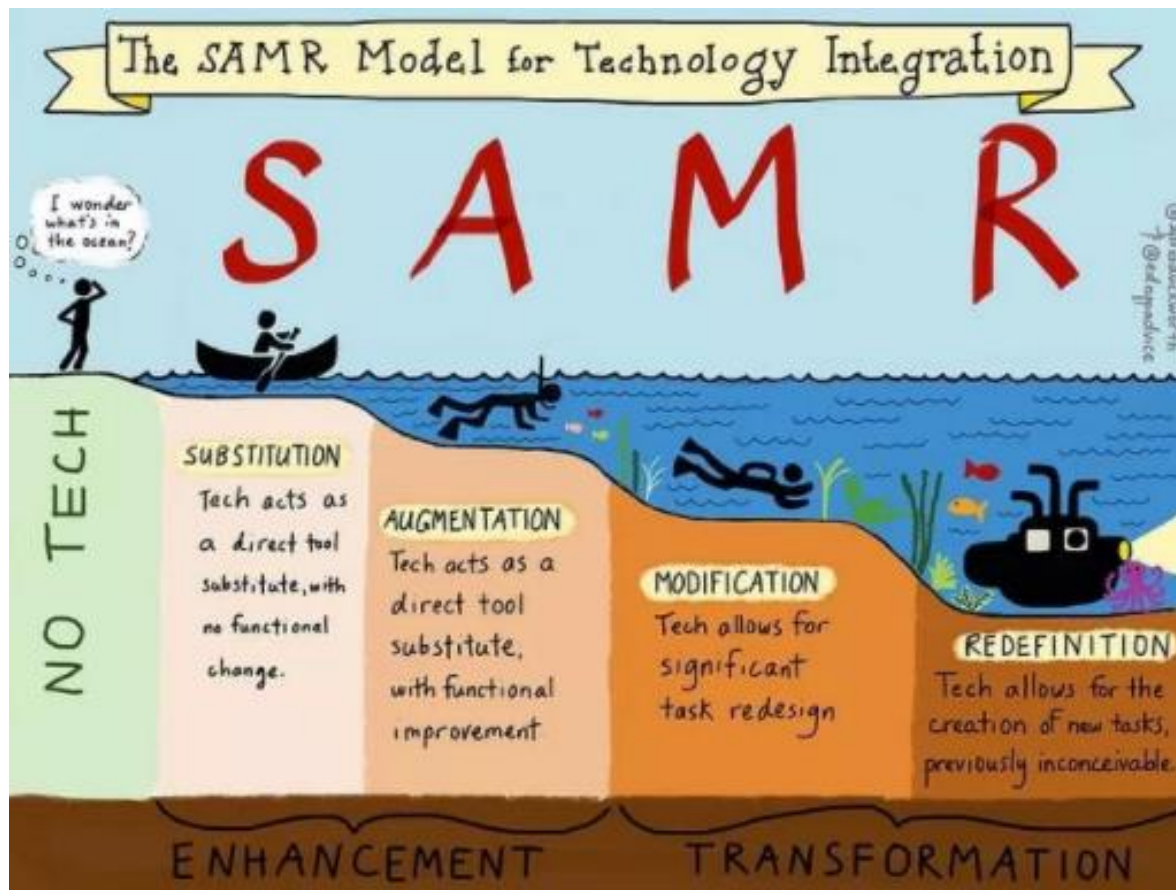 The SAMR Model for Technology Integration
S A M R
I wonder
what's in
the ocean?
@edappadvice
NO TECH
SUBSTITUTION
Tech acts as
a direct tool
substitute, with
no functional
change.
AUGMENTATION
Tech acts as a
direct tool
substitute,
with functional
improvement
MODIFICATION
Tech allows for
significant
task redesign
REDEFINITION
Tech allows for the
creation of new tasks,
previously inconceivable.
ENHANCEMENT
TRANSFORMATION